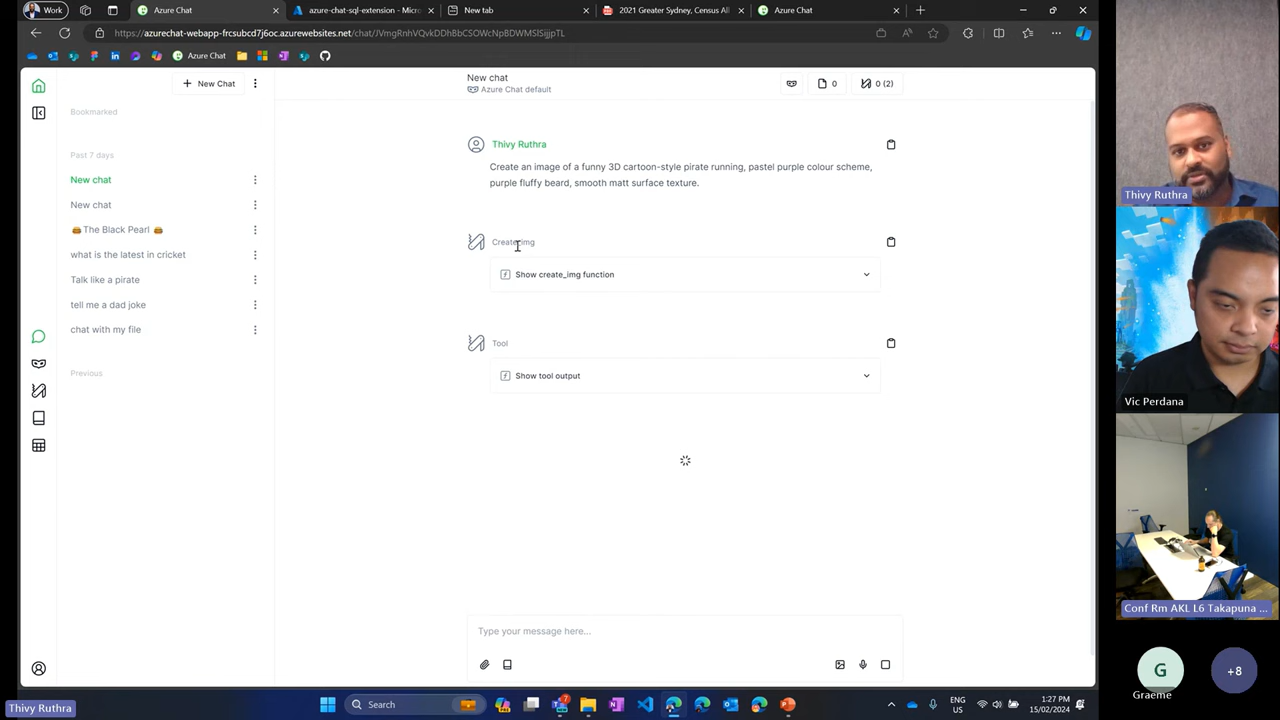 Work
Azure Chat
azure-chat-sql-extension - Micro
New tab
2021 Greater Sydney, Census All
Azure Chat
https://azurechat-webapp-frcsubcd7j6oc.azurewebsites.net/chat/JVmgRnhVQvkDDhBbCSOWcNpBDWMSlSijjpTL
Azure Chat
New Chat
Bookmarked
Past 7 days
New chat
New chat
The Black Pearl
what is the latest in cricket
Talk like a pirate
tell me a dad joke
chat with my file
Previous
New chat
Azure Chat default
0
0 (2)
Thivy Ruthra
Create an image of a funny 3D cartoon-style pirate running, pastel purple colour scheme,
purple fluffy beard, smooth matt surface texture.
Create_img
Show create_img function
Tool
Show tool output
Type your message here...
Thivy Ruthra
Vic Perdana
Conf Rm AKL L6 Takapuna ...
G
Graeme
+8
Thivy Ruthra
Search
7
ENG
US
1:27 PM
15/02/2024